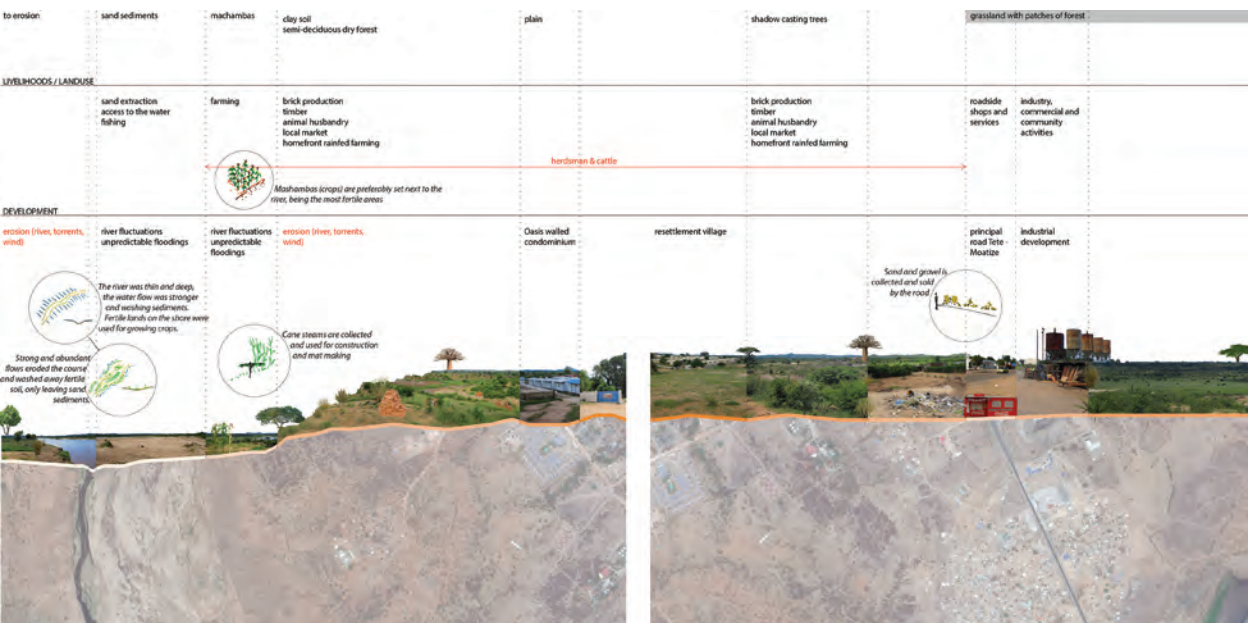 to erosion
sand sediments
machambas
clay soil
semi-deciduous dry forest
plain
shadow casting trees
grassland with patches of forest
LIVELIHOODS / LANDUSE
sand extraction
access to the water
fishing
farming
brick production
timber
animal husbandry
local market
homefront rainfed farming
brick production
timber
animal husbandry
local market
homefront rainfed farming
roadside
shops and
services
industry,
commercial and
community
activities
herdsman & cattle
Mashambas (crops) are preferably set next to the
river, being the most fertile areas
DEVELOPMENT
erosion (river, torrents,
wind)
river fluctuations
unpredictable floodings
river fluctuations
unpredictable
floodings
erosion (river, torrents,
wind)
Oasis walled
condominium
resettlement village
principal
road Tete -
Moatize
industrial
development
The river was thin and deep,
the water flow was stronger
and washing sediments.
Fertile lands on the shore were
used for growing crops.
Sand and gravel is
collected and sold
by the road
Cane steams are collected
and used for construction
and mat making
Strong and abundant
flows eroded the course
and washed away fertile
soil, only leaving sand
sediments